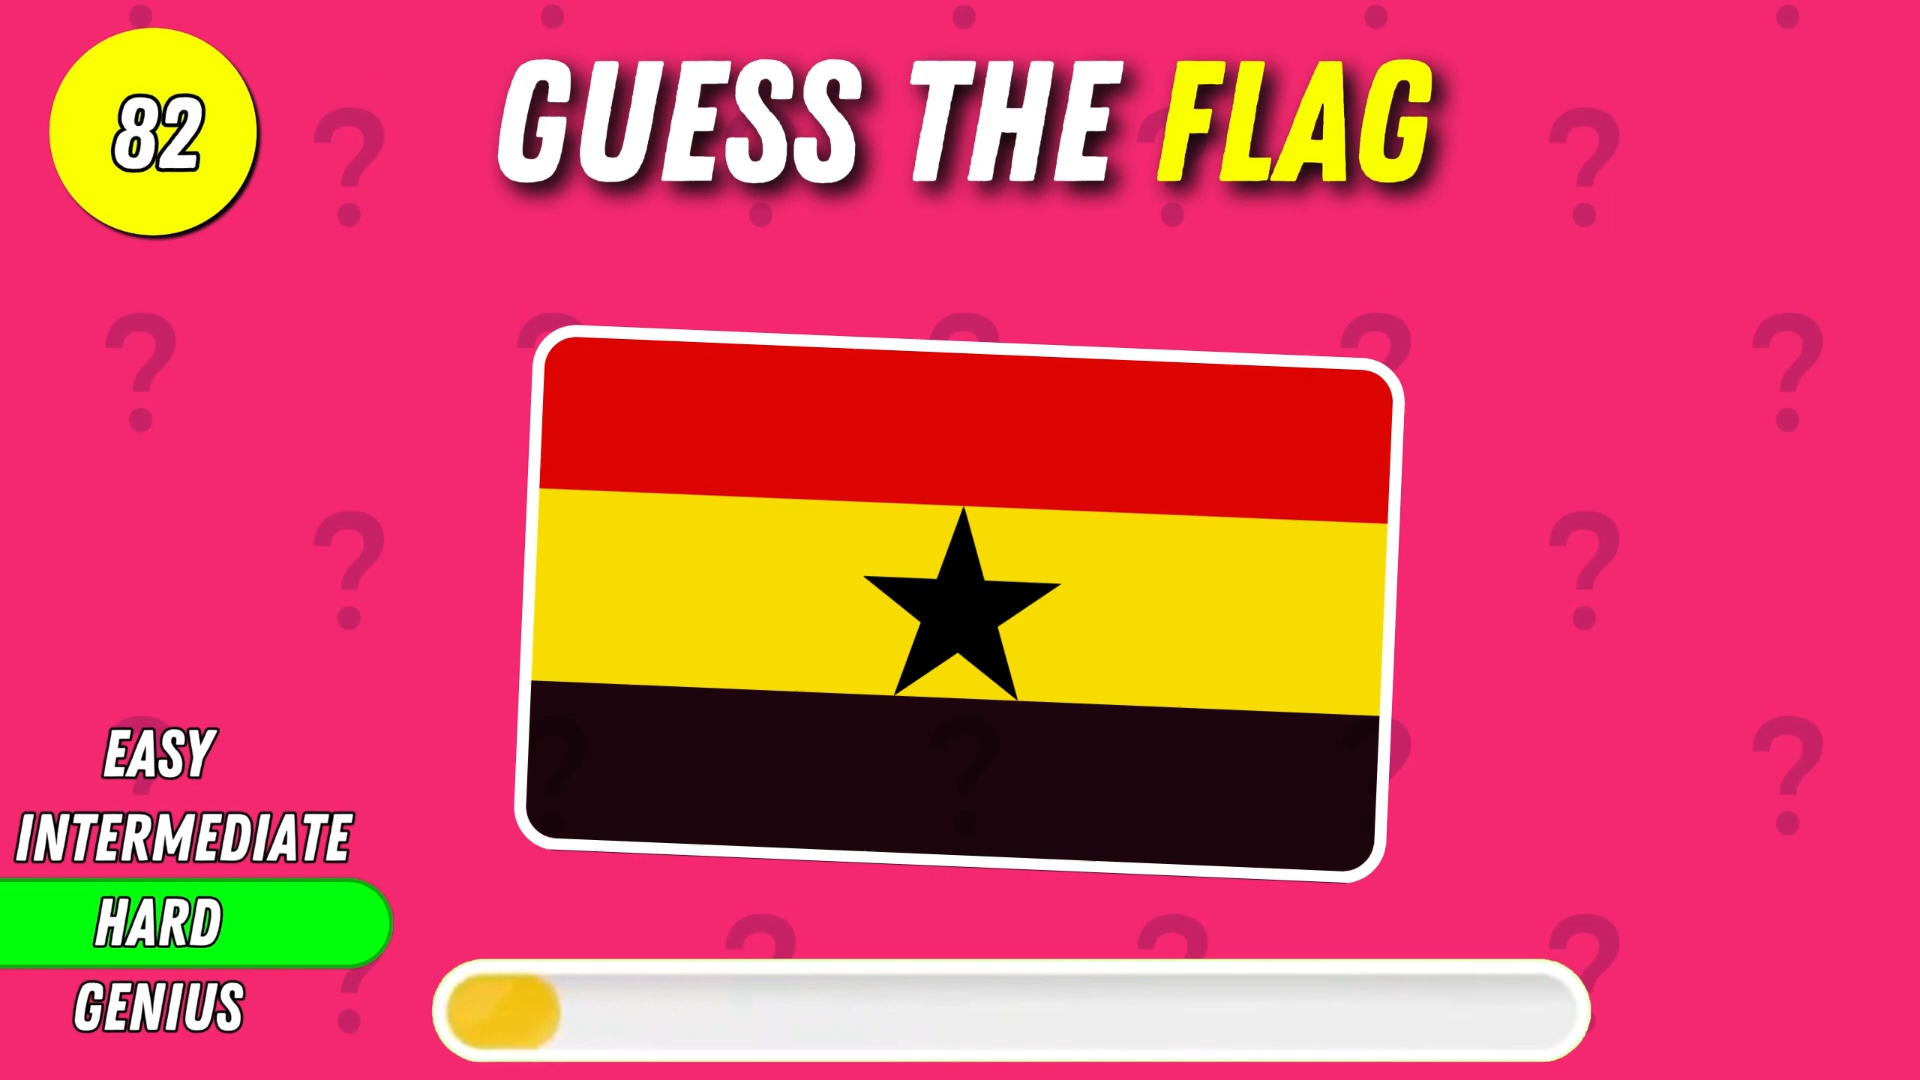 82
GUESS THE FLAG
EASY
INTERMEDIATE
HARD
GENIUS